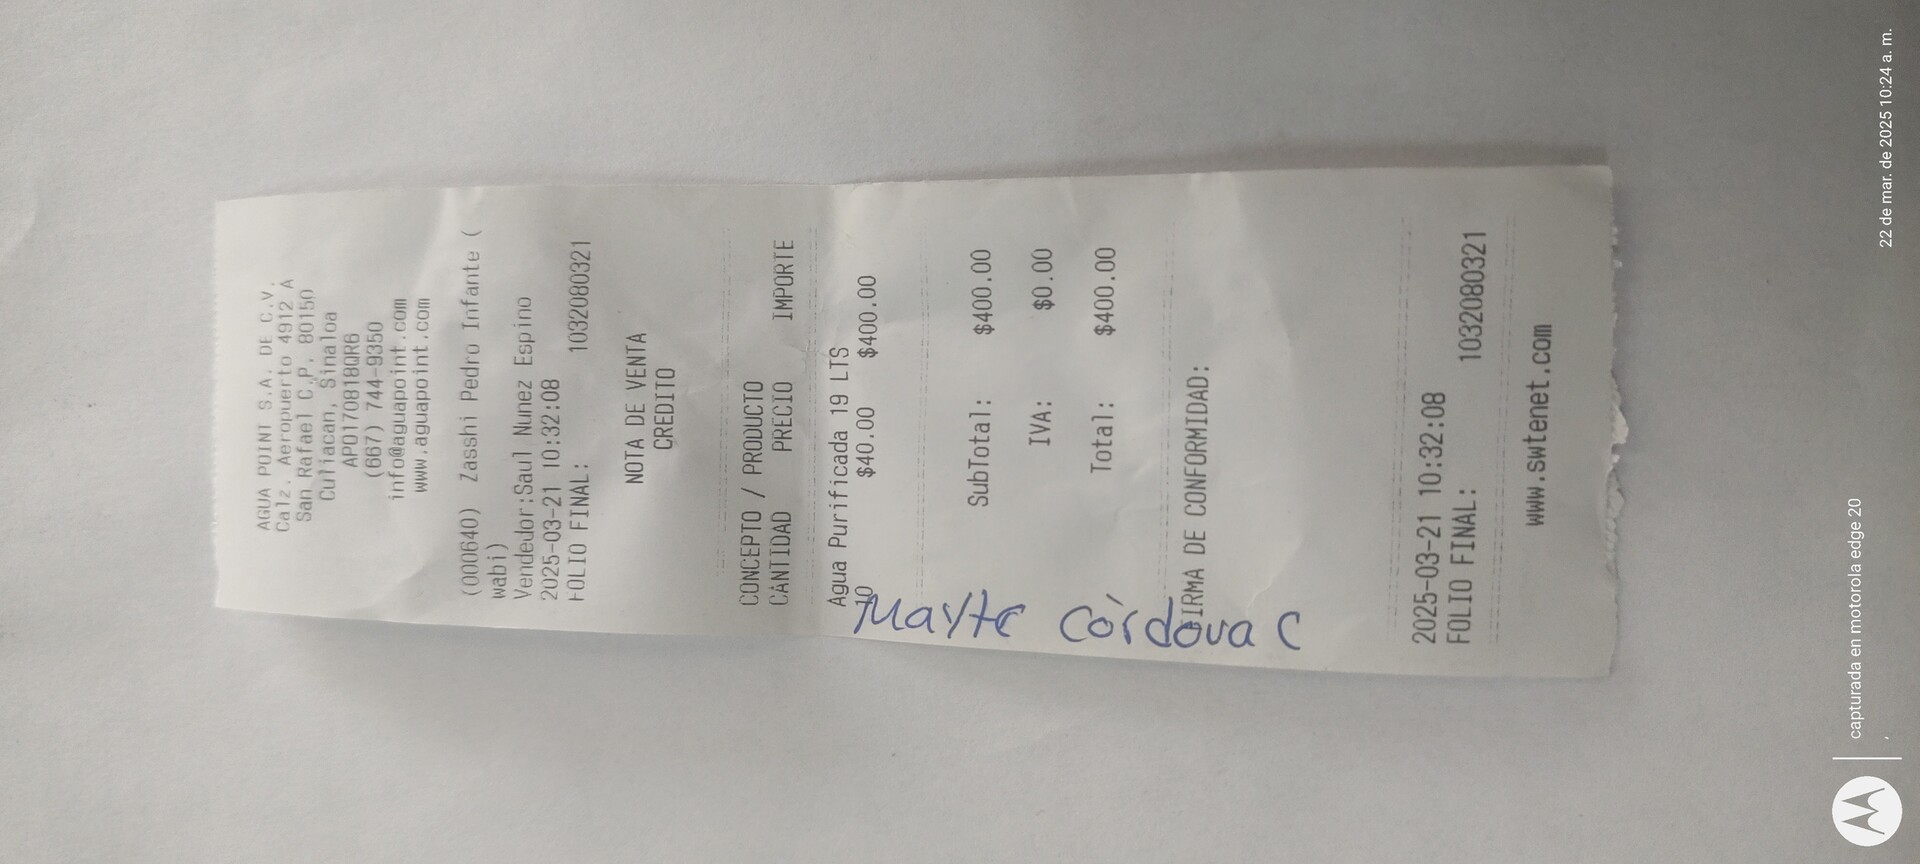 AGUA POINT S.A. DE C.V.
Calz. Aeropuerto 4912 A
San Rafael C.P. 80150
Culiacan, Sinaloa
APO170818QR6
(667) 744-9350
info@aguapoint.com
www.aguapoint.com
(000640) Zasshi Pedro Infante (
wabi)
Vendedor:Saul Nunez Espino
2025-03-21 10:32:08
FOLIO FINAL: 1032080321
NOTA DE VENTA
CREDITO
CONCEPTO / PRODUCTO
CANTIDAD PRECIO IMPORTE
Agua Purificada 19 LTS
10 $40.00 $400.00
SubTotal: $400.00
IVA: $0.00
Total: $400.00
FIRMA DE CONFORMIDAD:
Mayte Córdova C
2025-03-21 10:32:08
FOLIO FINAL: 1032080321
www.swtenet.com
capturada en motorola edge 20
22 de mar. de 2025 10:24 a. m.